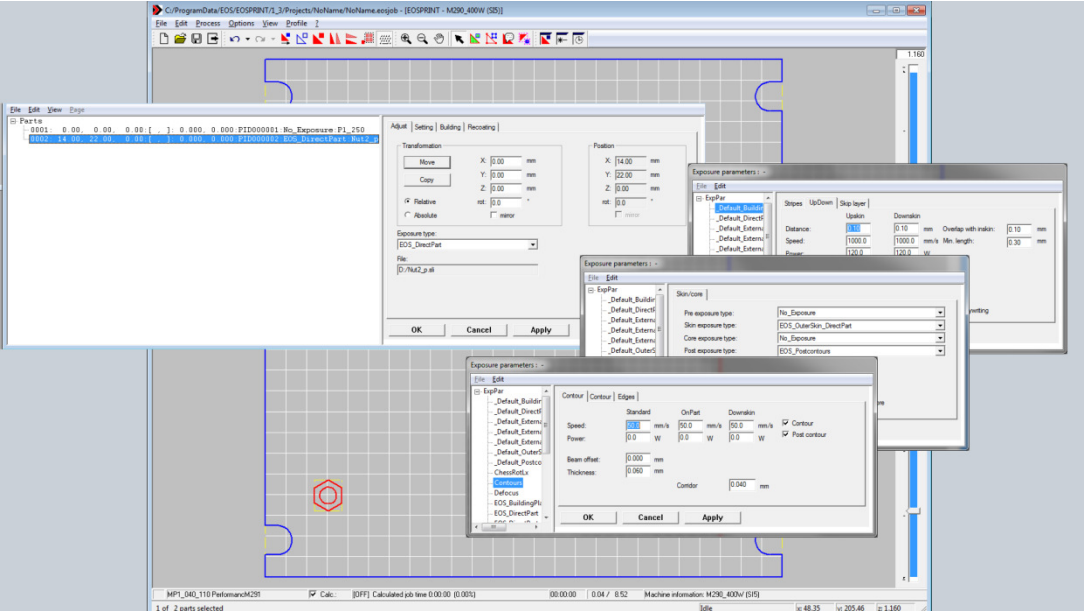 C:/ProgramData/EOS/EOSPRINT/1_3/Projects/NoName/NoName.eosjob - [EOSPRINT - M290_400W (SI5)]
File Edit Process Options View Profile ?
1.160
File Edit View Page
Parts
0001: 0.00, 0.00, 0.00:[ , ] 0.000, 0.000:PID000001:No_Exposure:P1_250
0002: 14.00, 22.00, 0.00:[ , ] 0.000, 0.000:PID000002:EOS_DirectPart:Nut2_p
Adjust Setting Building Recoating
Transformation
Move
Copy
Relative
Absolute
X: 0.00 mm
Y: 0.00 mm
Z: 0.00 mm
rot: 0.0 °
mirror
Position
X: 14.00 mm
Y: 22.00 mm
Z: 0.00 mm
rot: 0.0 °
mirror
Exposure type:
EOS_DirectPart
File:
D:/Nut2_p.sli
OK Cancel Apply
Exposure parameters : -
File Edit
ExpPar
_Default_Buildin
_Default_DirectF
_Default_Externa
_Default_Externa
_Default_Externa
Stripes UpDown Skip layer
Upskin Downskin
Distance: 0.10 0.10 mm Overlap with inskin: 0.10 mm
Speed: 1000.0 1000.0 mm/s Min. length: 0.30 mm
Power: 120.0 120.0 W
ywriting
Exposure parameters : -
File Edit
ExpPar
_Default_Buildin
_Default_DirectF
_Default_Externa
_Default_Externa
_Default_Externa
_Default_OuterS
Skin/core
Pre exposure type: No_Exposure
Skin exposure type: EOS_OuterSkin_DirectPart
Core exposure type: No_Exposure
Post exposure type: EOS_Postcontours
re
Exposure parameters : -
File Edit
ExpPar
_Default_Buildin
_Default_DirectF
_Default_Externa
_Default_Externa
_Default_Externa
_Default_OuterS
_Default_Postco
ChessRotLx
Contours
Defocus
EOS_BuildingPla
EOS_DirectPart
Contour Contour Edges
Standard OnPart Downskin
Speed: 50.0 mm/s 50.0 mm/s 50.0 mm/s Contour
Power: 0.0 W 0.0 W 0.0 W Post contour
Beam offset: 0.000 mm
Thickness: 0.060 mm
Corridor 0.040 mm
OK Cancel Apply
MP1_040_110 PerformancM291 Calc.: [OFF] Calculated job time 0:00:00 (0.00%) 00:00:00 0.04 / 8.52 Machine information: M290_400W (SI5)
1 of 2 parts selected Idle x: 48.35 y: 205.46 z: 1.160